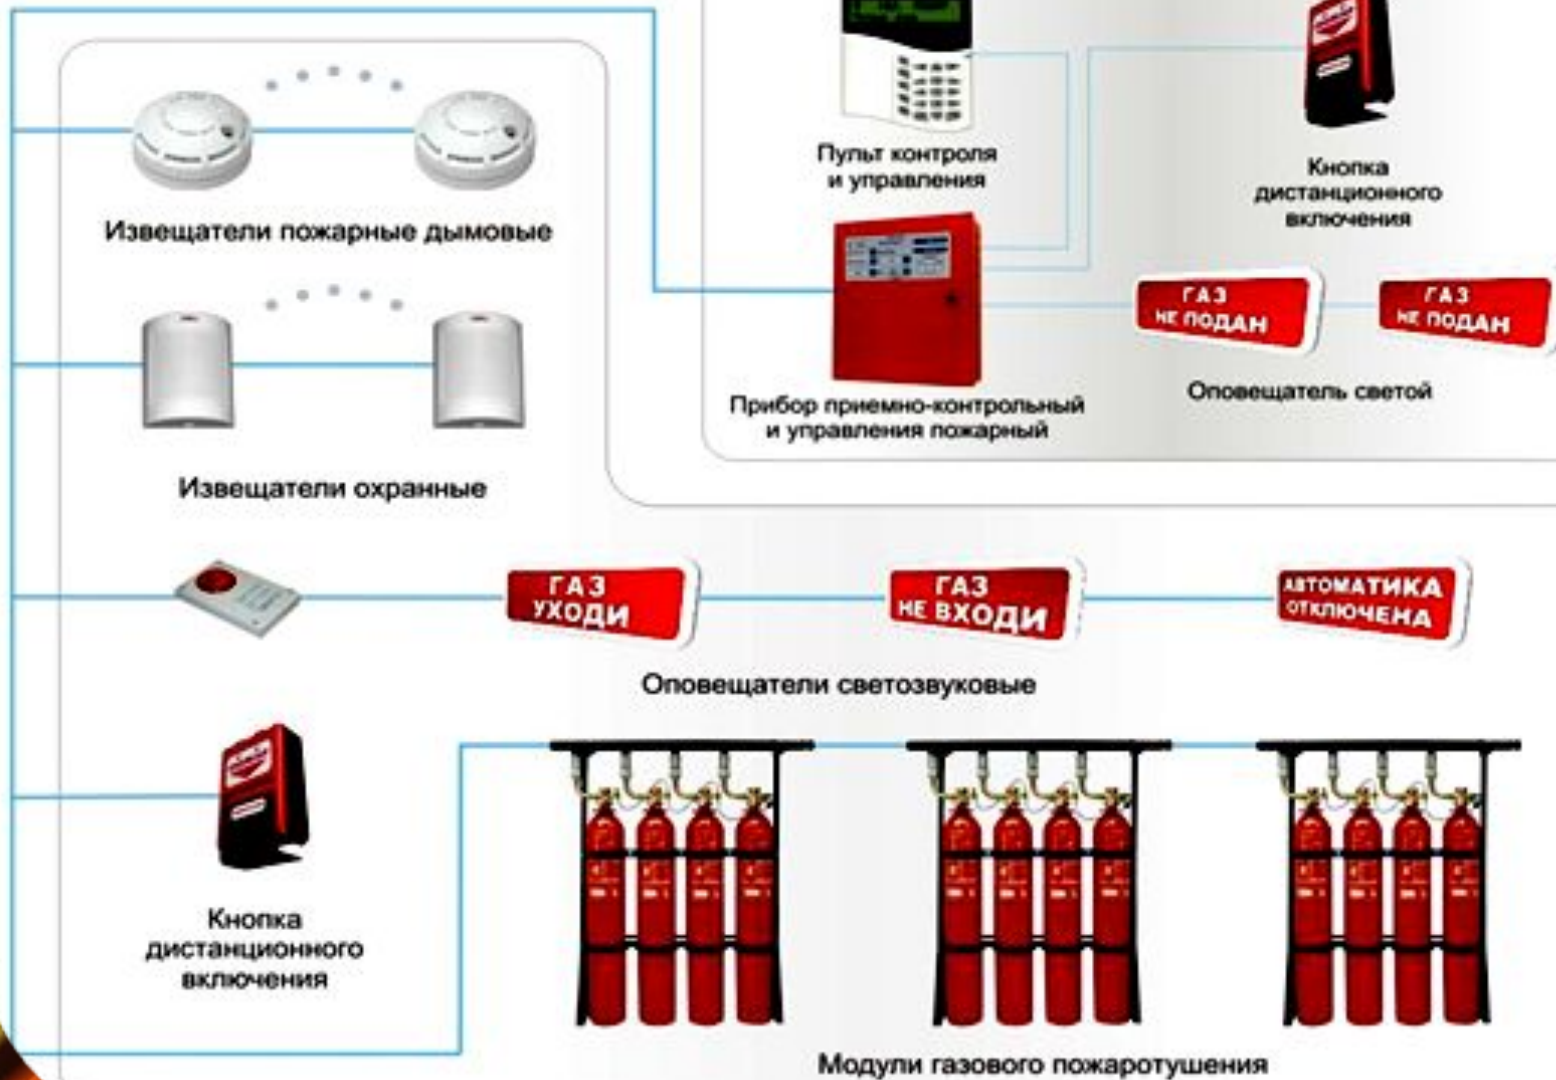 Пульт контроля
и управления
Кнопка
дистанционного
включения
Извещатели пожарные дымовые
ГАЗ
НЕ ПОДАН
ГАЗ
НЕ ПОДАН
Оповещатель светой
Прибор приемно-контрольный
и управления пожарный
Извещатели охранные
ГАЗ
УХОДИ
ГАЗ
НЕ ВХОДИ
АВТОМАТИКА
ОТКЛЮЧЕНА
Оповещатели светозвуковые
Кнопка
дистанционного
включения
Модули газового пожаротушения